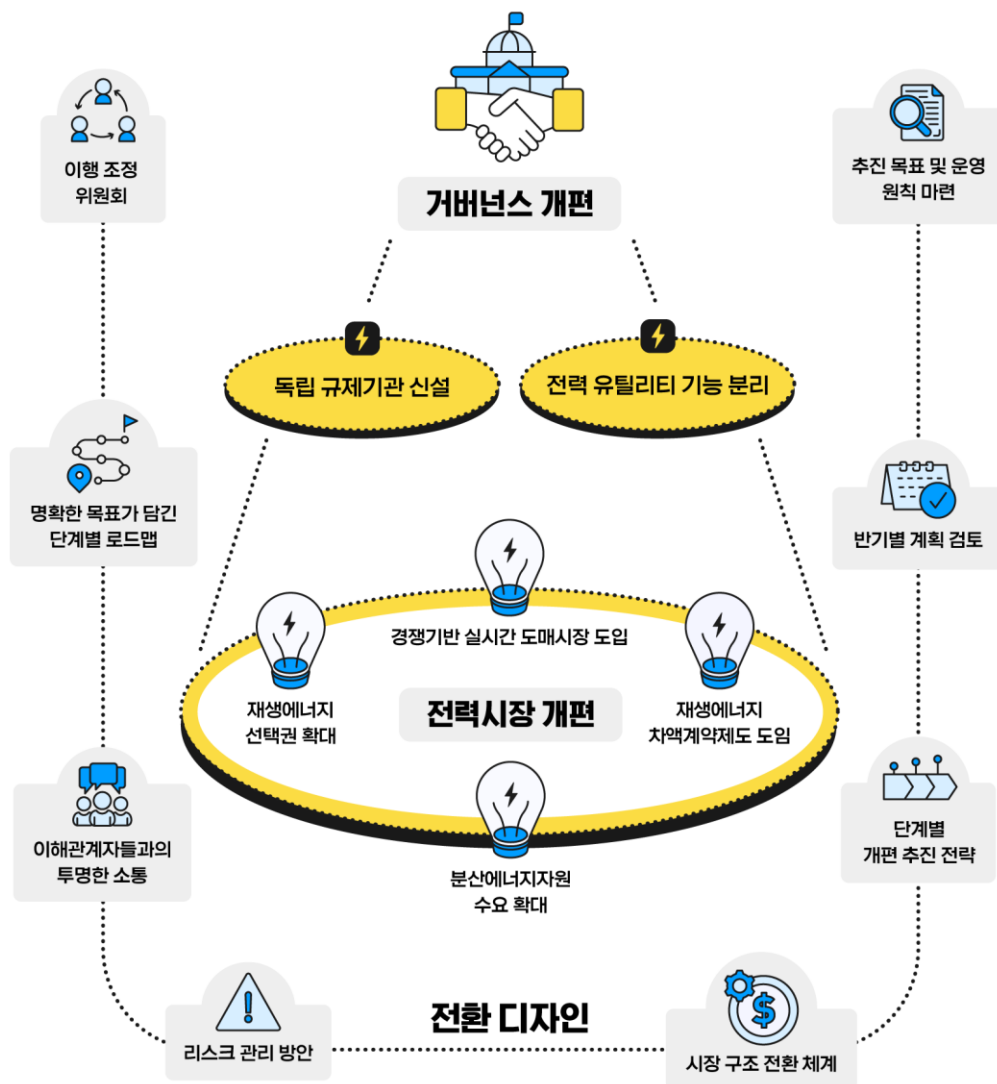 이행 조정
위원회
거버넌스 개편
추진 목표 및 운영
원칙 마련
독립 규제기관 신설
전력 유틸리티 기능 분리
명확한 목표가 담긴
단계별 로드맵
반기별 계획 검토
경쟁기반 실시간 도매시장 도입
재생에너지
선택권 확대
전력시장 개편
재생에너지
차액계약제도 도임
이해관계자들과의
투명한 소통
분산에너지자원
수요 확대
단계별
개편 추진 전략
리스크 관리 방안
전환 디자인
시장 구조 전환 체계